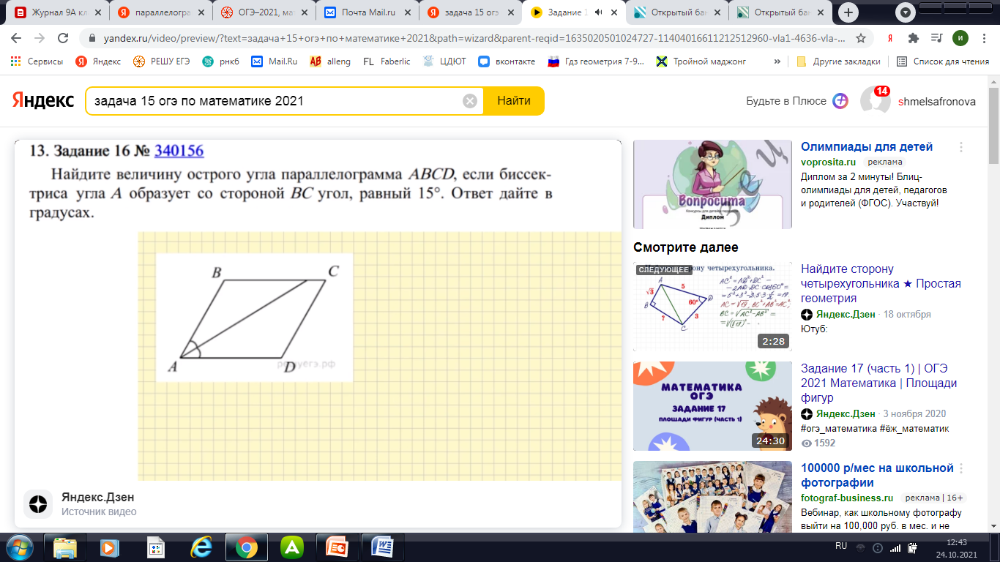 Журнал 9А кл
параллелогра
ОГЭ–2021, ма
Почта Mail.ru
задача 15 огэ
Задание 1
Открытый бан
Открытый бан
yandex.ru/video/preview/?text=задача+15+огэ+по+математике+2021&path=wizard&parent-reqid=1635020501024727-11404016611212512960-vla1-4636-vla-...
Сервисы
Яндекс
РЕШУ ЕГЭ
рнкб
Mail.Ru
alleng
Faberlic
ЦДЮТ
вконтакте
Гдз геометрия 7-9...
Тройной маджонг
»
Другие закладки
Список для чтения
Яндекс
задача 15 огэ по математике 2021
Найти
Будьте в Плюсе
14
shmelsafronova
13. Задание 16 № 340156
Найдите величину острого угла параллелограмма ABCD, если биссек-
триса угла A образует со стороной BC угол, равный 15°. Ответ дайте в
градусах.
B
C
A
D
решуегэ.рф
Яндекс.Дзен
Источник видео
Вопросита
Диплом
Олимпиады для детей
voprosita.ru реклама
Диплом за 2 минуты! Блиц-
олимпиады для детей, педагогов
и родителей (ФГОС). Участвуй!
Смотрите далее
СЛЕДУЮЩЕЕ
2:28
Найдите сторону
четырехугольника ★ Простая
геометрия
Яндекс.Дзен · 18 октября
Ютуб:
МАТЕМАТИКА
ОГЭ
ЗАДАНИЕ 17
ПЛОЩАДИ ФИГУР (ЧАСТЬ 1)
24:30
Задание 17 (часть 1) | ОГЭ
2021 Математика | Площади
фигур
Яндекс.Дзен · 3 ноября 2020
#огэ_математика #ёж_математик
1592
100000 р/мес на школьной
фотографии
fotograf-business.ru реклама | 16+
Вебинар, как школьному фотографу
выйти на 100,000 руб. в мес. и не
RU
12:43
24.10.2021